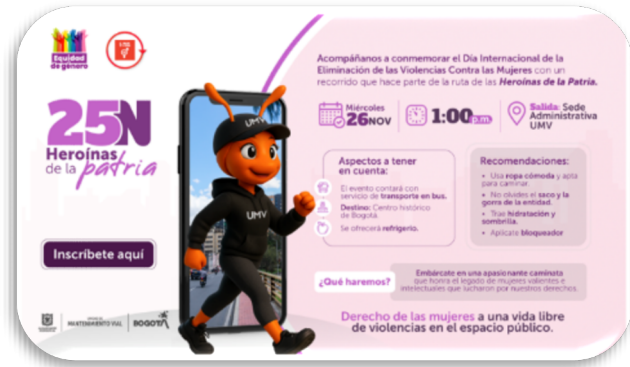 Equidad
de género
25N
Heroínas
de la patria
Inscríbete aquí
MANTENIMIENTO VIAL
BOGOTÁ
UMV
UMV
Acompáñanos a conmemorar el Día Internacional de la
Eliminación de las Violencias Contra las Mujeres con un
recorrido que hace parte de la ruta de las Heroínas de la Patria.
Miércoles
26NOV
1:00p.m.
Salida: Sede
Administrativa
UMV
Aspectos a tener
en cuenta:
El evento contará con
servicio de transporte en bus.
Destino: Centro histórico
de Bogotá.
Se ofrecerá refrigerio.
Recomendaciones:
• Usa ropa cómoda y apta
para caminar.
• No olvides el saco y la
gorra de la entidad.
• Trae hidratación y
sombrilla.
• Aplícate bloqueador
¿Qué haremos?
Embárcate en una apasionante caminata
que honra el legado de mujeres valientes e
intelectuales que lucharon por nuestros derechos.
Derecho de las mujeres a una vida libre
de violencias en el espacio público.